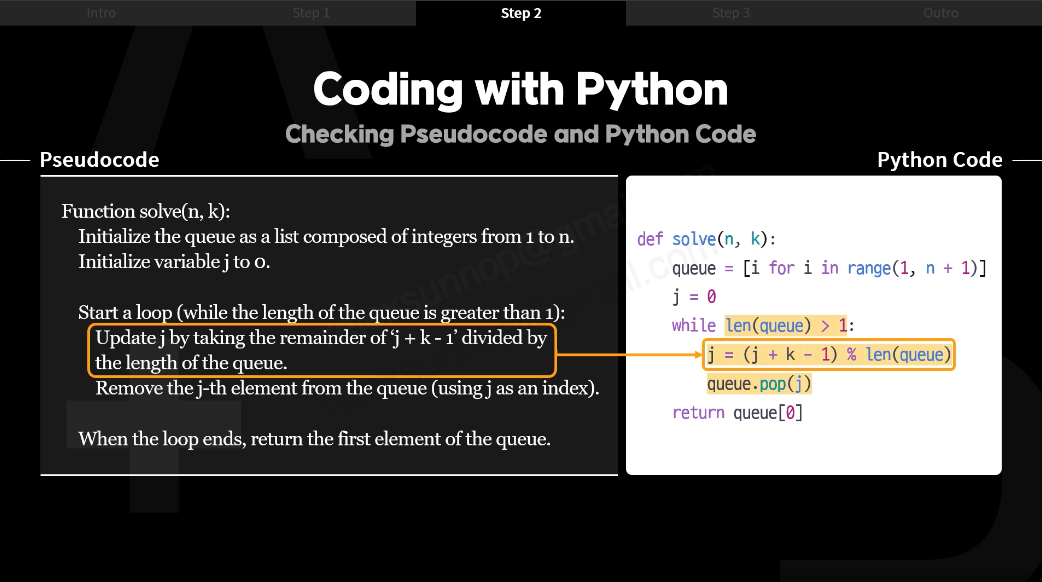 Intro
Step 1
Step 2
Step 3
Outro
Coding with Python
Checking Pseudocode and Python Code
Pseudocode
Function solve(n, k):
Initialize the queue as a list composed of integers from 1 to n.
Initialize variable j to 0.
Start a loop (while the length of the queue is greater than 1):
Update j by taking the remainder of ‘j + k - 1’ divided by
the length of the queue.
Remove the j-th element from the queue (using j as an index).
When the loop ends, return the first element of the queue.
Python Code
def solve(n, k):
queue = [i for i in range(1, n + 1)]
j = 0
while len(queue) > 1:
j = (j + k - 1) % len(queue)
queue.pop(j)
return queue[0]